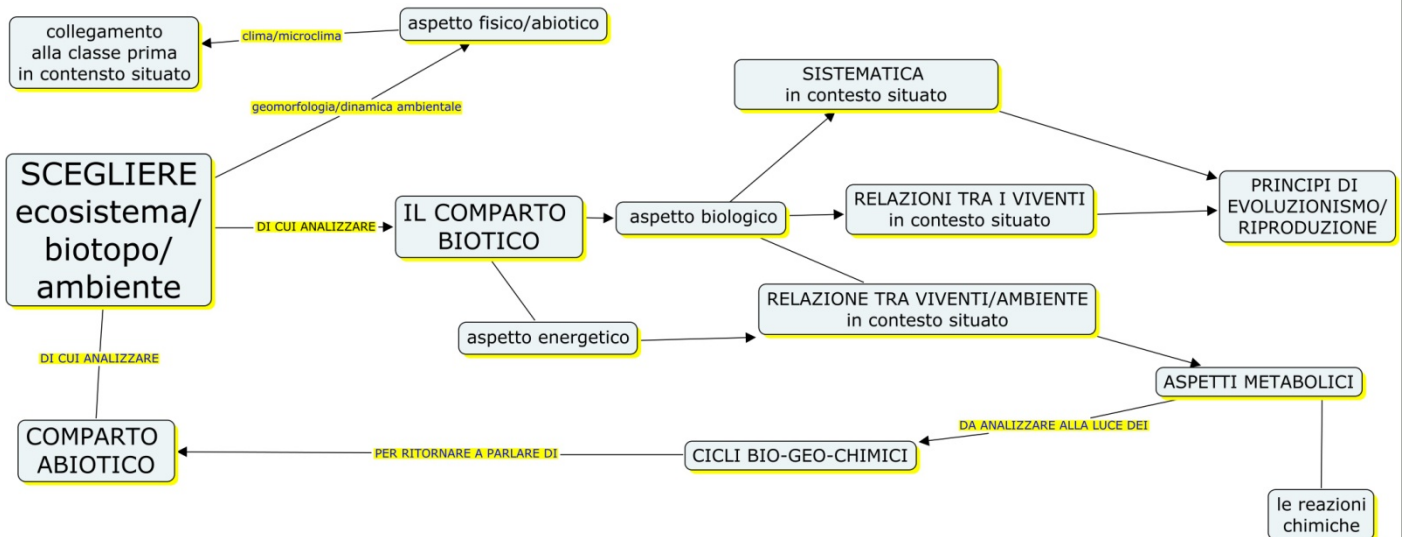 collegamento
alla classe prima
in contensto situato
clima/microclima
aspetto fisico/abiotico
geomorfologia/dinamica ambientale
SISTEMATICA
in contesto situato
SCEGLIERE
ecosistema/
biotopo/
ambiente
DI CUI ANALIZZARE
IL COMPARTO
BIOTICO
aspetto biologico
RELAZIONI TRA I VIVENTI
in contesto situato
PRINCIPI DI
EVOLUZIONISMO/
RIPRODUZIONE
RELAZIONE TRA VIVENTI/AMBIENTE
in contesto situato
aspetto energetico
DI CUI ANALIZZARE
ASPETTI METABOLICI
DA ANALIZZARE ALLA LUCE DEI
COMPARTO
ABIOTICO
PER RITORNARE A PARLARE DI
CICLI BIO-GEO-CHIMICI
le reazioni
chimiche